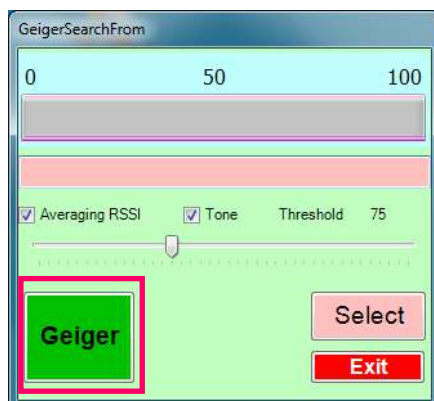 GeigerSearchFrom
0 50 100
Averaging RSSI Tone Threshold 75
Geiger
Select
Exit